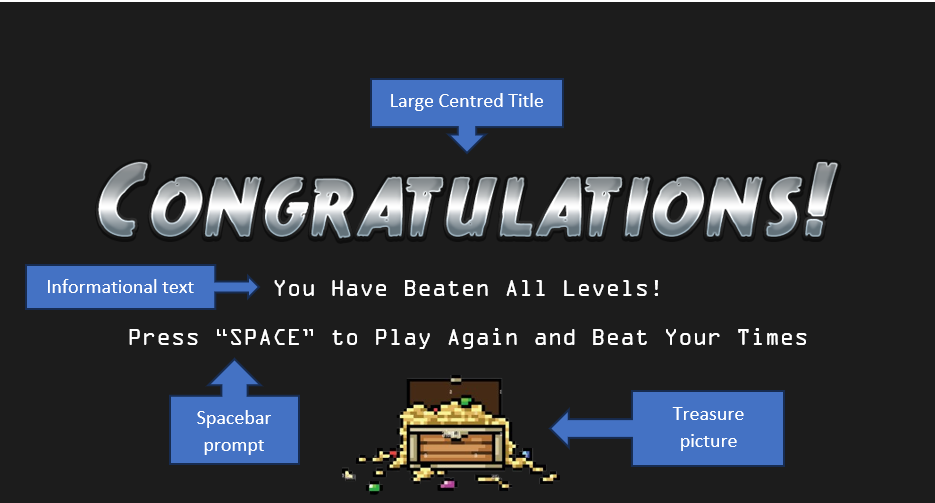 Large Centred Title
CONGRATULATIONS!
Informational text
You Have Beaten All Levels!
Press “SPACE” to Play Again and Beat Your Times
Spacebar
prompt
Treasure
picture